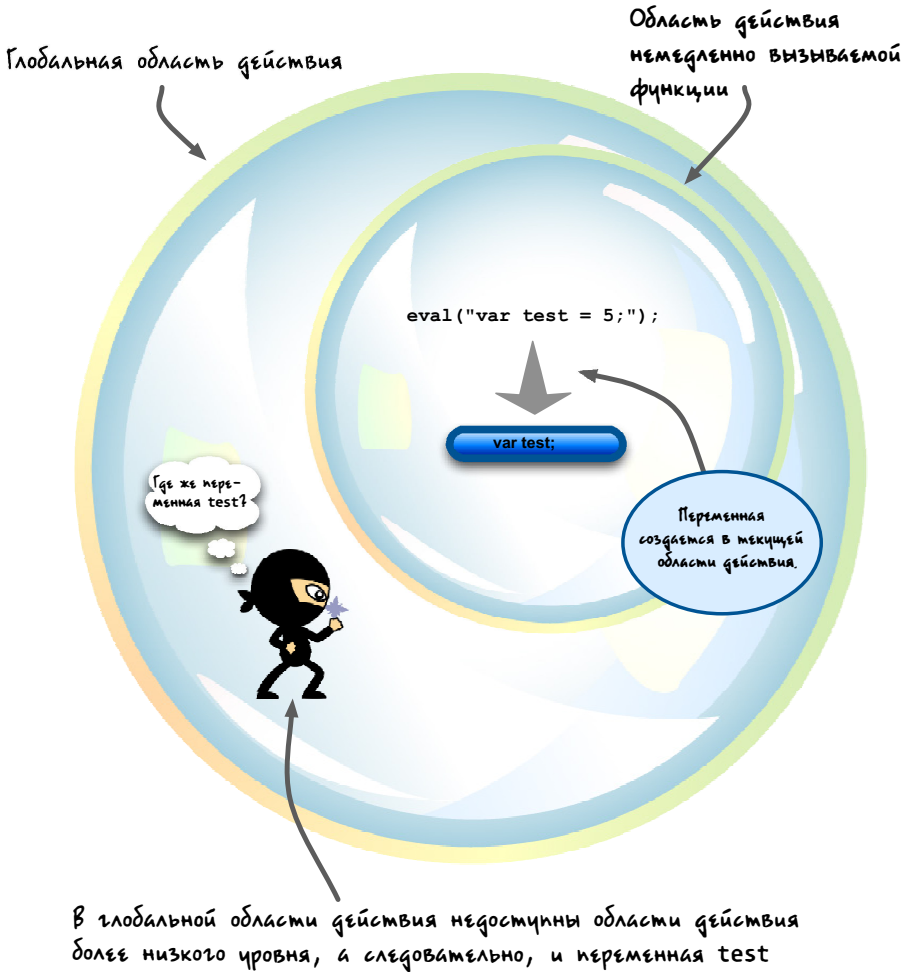 Область действия
немедленно вызываемой
функции
Глобальная область действия
eval("var test = 5;");
var test;
Где же пере-
менная test?
Переменная
создается в текущей
области действия.
В глобальной области действия недоступны области действия
более низкого уровня, а следовательно, и переменная test